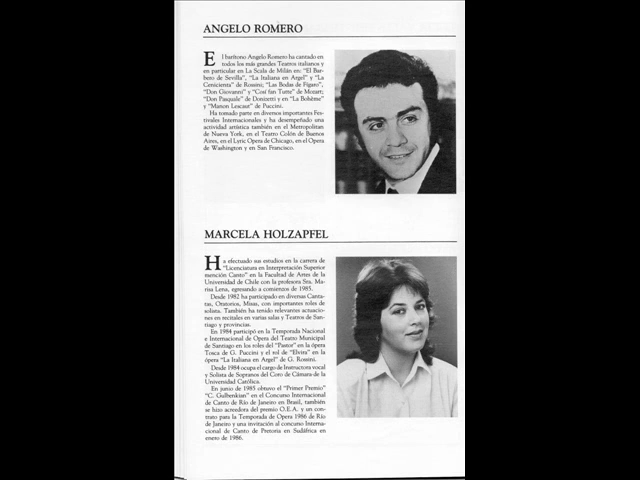 ANGELO ROMERO
El barítono Angelo Romero ha cantado en
todos los más grandes Teatros italianos y
en particular en La Scala de Milán en: "El Bar-
bero de Sevilla", "La Italiana en Argel" y "La
Cenicienta" de Rossini; "Las Bodas de Fígaro",
"Don Giovanni" y "Cosi fan Tutte" de Mozart;
"Don Pasquale" de Donizetti y en "La Bohème"
y "Manon Lescaut" de Puccini.
Ha tomado parte en diversos importantes Fes-
tivales Internacionales y ha desempeñado una
actividad artística también en el Metropolitan
de Nueva York, en el Teatro Colón de Buenos
Aires, en el Lyric Opera de Chicago, en el Opera
de Washington y en San Francisco.
MARCELA HOLZAPFEL
Ha efectuado sus estudios en la carrera de
"Licenciatura en Interpretación Superior
mención Canto" en la Facultad de Artes de la
Universidad de Chile con la profesora Sra. Ma-
risa Lena, egresando a comienzos de 1985.
Desde 1982 ha participado en diversas Canta-
tas, Oratorios, Misas, con importantes roles de
solista. También ha tenido relevantes actuacio-
nes en recitales en varias salas y Teatros de San-
tiago y provincias.
En 1984 participó en la Temporada Nacional
e Internacional de Opera del Teatro Municipal
de Santiago en los roles del "Pastor" en la ópera
Tosca de G. Puccini y el rol de "Elvira" en la
ópera "La Italiana en Argel" de G. Rossini.
Desde 1984 ocupa el cargo de Instructora vocal
y Solista de Sopranos del Coro de Cámara de la
Universidad Católica.
En junio de 1985 obtuvo el "Primer Premio"
"C. Gulbenkian" en el Concurso Internacional
de Canto de Río de Janeiro en Brasil, también
se hizo acreedora del premio O.E.A. y un con-
trato para la Temporada de Opera 1986 de Río
de Janeiro y una invitación al concurso Interna-
cional de Canto de Pretoria en Sudáfrica en
enero de 1986.